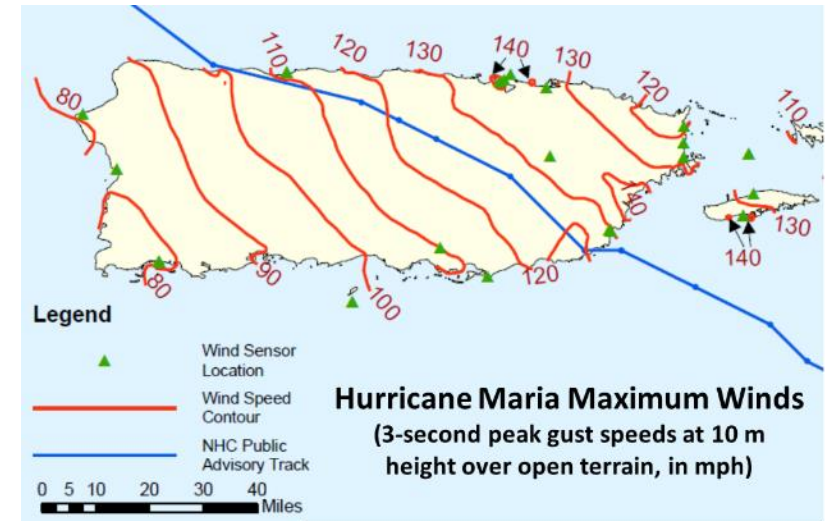 110
120
130
140
130
120
110
80
140
130
140
80
90
100
120
Legend
Wind Sensor
Location
Wind Speed
Contour
NHC Public
Advisory Track
0 5 10 20 30 40
Miles
Hurricane Maria Maximum Winds
(3-second peak gust speeds at 10 m
height over open terrain, in mph)